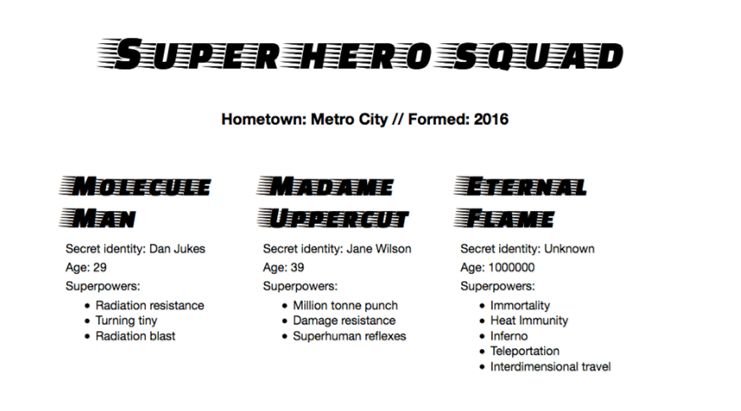 Super hero squad
Hometown: Metro City // Formed: 2016
Molecule
Man
Secret identity: Dan Jukes
Age: 29
Superpowers:
Radiation resistance
Turning tiny
Radiation blast
Madame
Uppercut
Secret identity: Jane Wilson
Age: 39
Superpowers:
Million tonne punch
Damage resistance
Superhuman reflexes
Eternal
Flame
Secret identity: Unknown
Age: 1000000
Superpowers:
Immortality
Heat Immunity
Inferno
Teleportation
Interdimensional travel